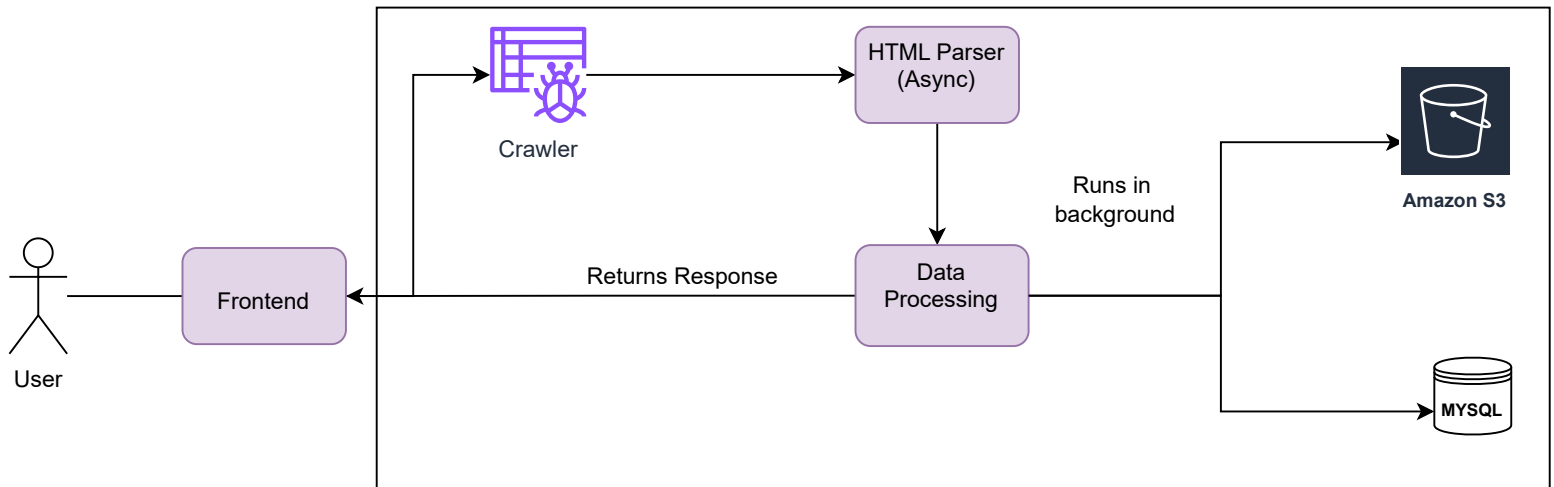 HTML Parser
(Async)
Crawler
Runs in
background
Amazon S3
User
Frontend
Returns Response
Data
Processing
MYSQL